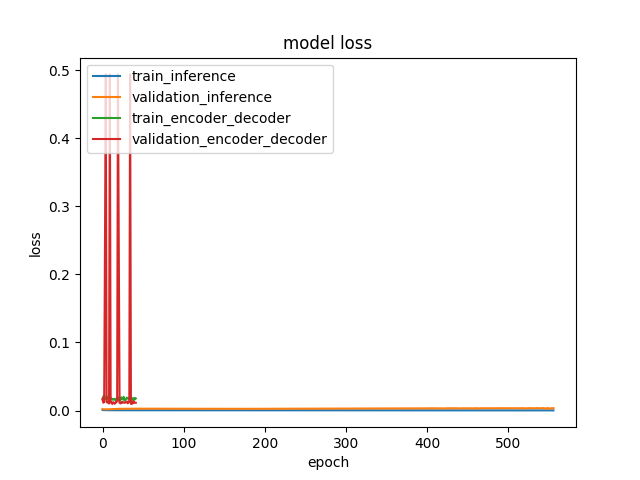 model loss
train_inference
validation_inference
train_encoder_decoder
validation_encoder_decoder
0.5
0.4
0.3
0.2
0.1
0.0
loss
0 100 200 300 400 500
epoch